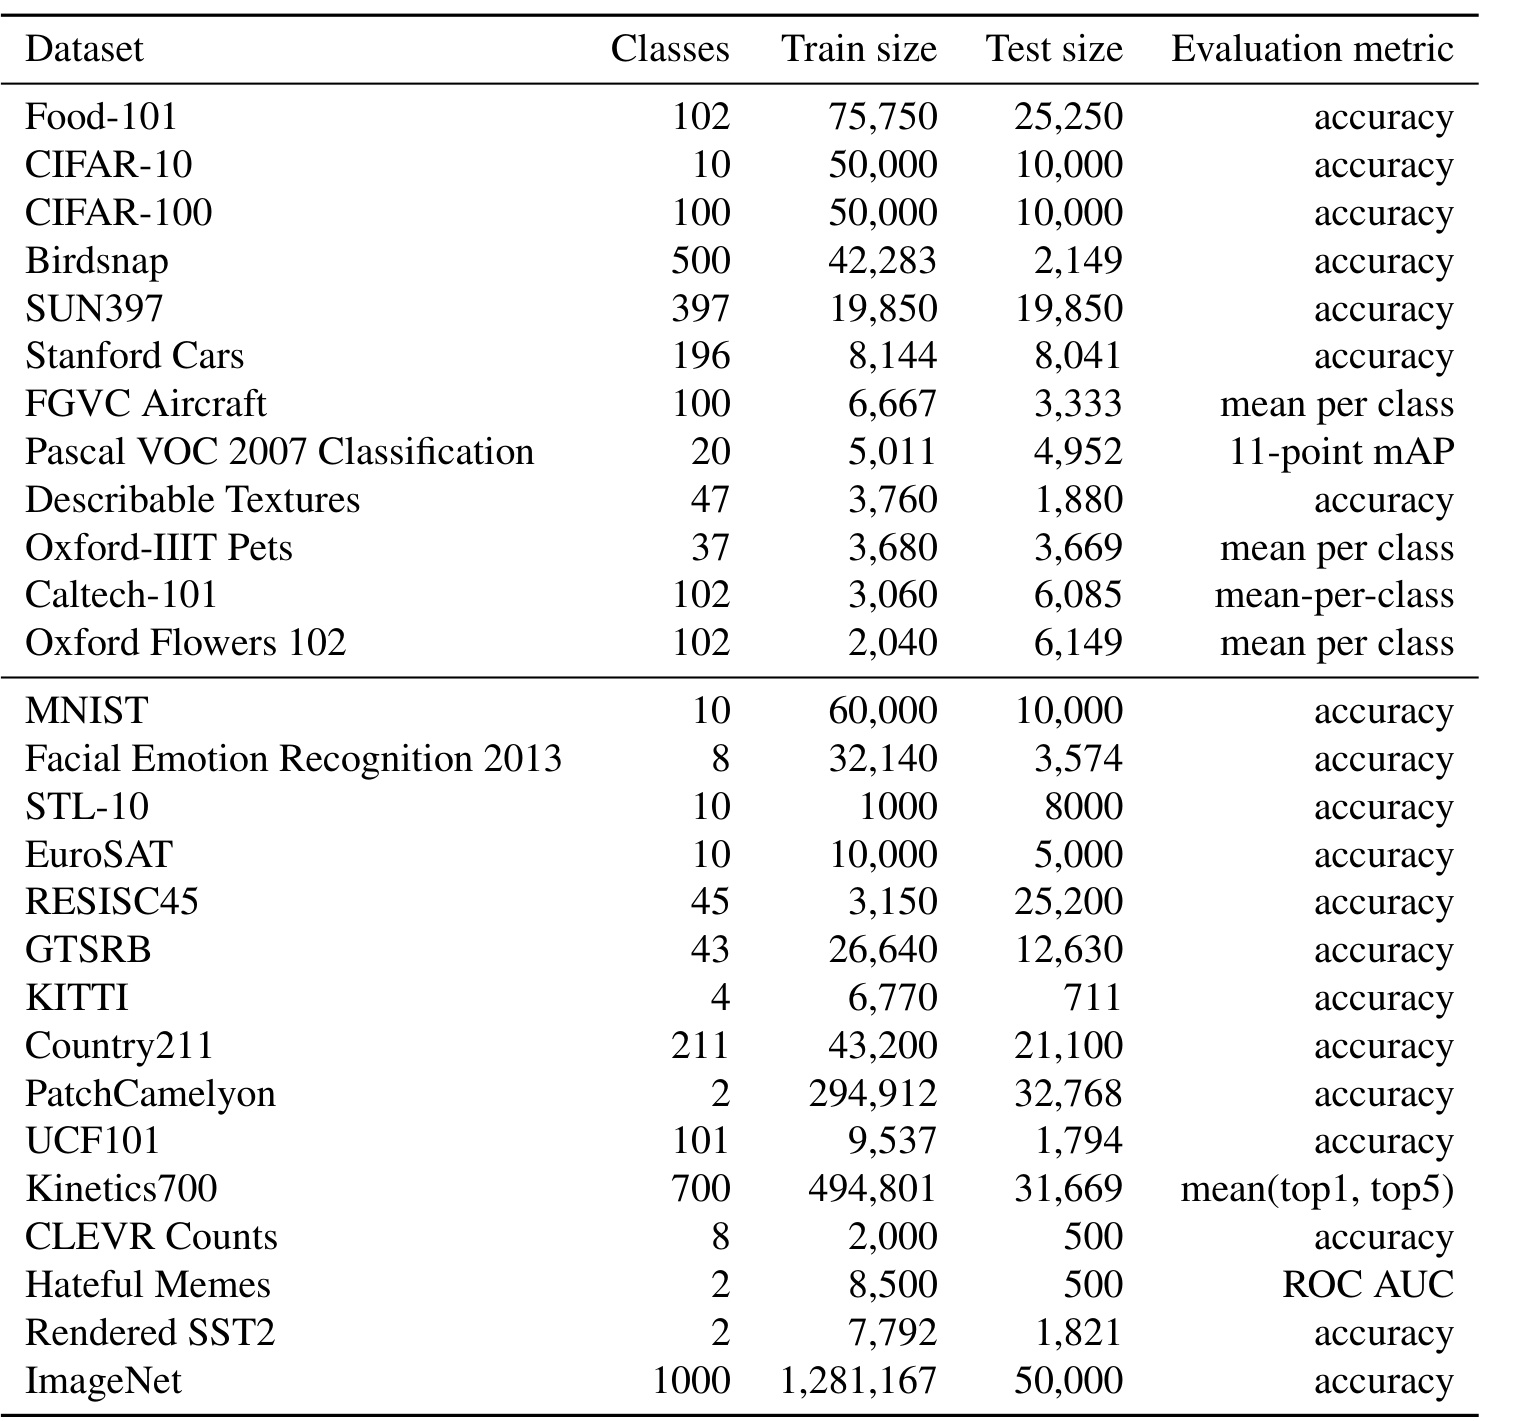 Dataset Classes Train size Test size Evaluation metric
Food-101 102 75,750 25,250 accuracy
CIFAR-10 10 50,000 10,000 accuracy
CIFAR-100 100 50,000 10,000 accuracy
Birdsnap 500 42,283 2,149 accuracy
SUN397 397 19,850 19,850 accuracy
Stanford Cars 196 8,144 8,041 accuracy
FGVC Aircraft 100 6,667 3,333 mean per class
Pascal VOC 2007 Classification 20 5,011 4,952 11-point mAP
Describable Textures 47 3,760 1,880 accuracy
Oxford-IIIT Pets 37 3,680 3,669 mean per class
Caltech-101 102 3,060 6,085 mean-per-class
Oxford Flowers 102 102 2,040 6,149 mean per class
MNIST 10 60,000 10,000 accuracy
Facial Emotion Recognition 2013 8 32,140 3,574 accuracy
STL-10 10 1000 8000 accuracy
EuroSAT 10 10,000 5,000 accuracy
RESISC45 45 3,150 25,200 accuracy
GTSRB 43 26,640 12,630 accuracy
KITTI 4 6,770 711 accuracy
Country211 211 43,200 21,100 accuracy
PatchCamelyon 2 294,912 32,768 accuracy
UCF101 101 9,537 1,794 accuracy
Kinetics700 700 494,801 31,669 mean(top1, top5)
CLEVR Counts 8 2,000 500 accuracy
Hateful Memes 2 8,500 500 ROC AUC
Rendered SST2 2 7,792 1,821 accuracy
ImageNet 1000 1,281,167 50,000 accuracy